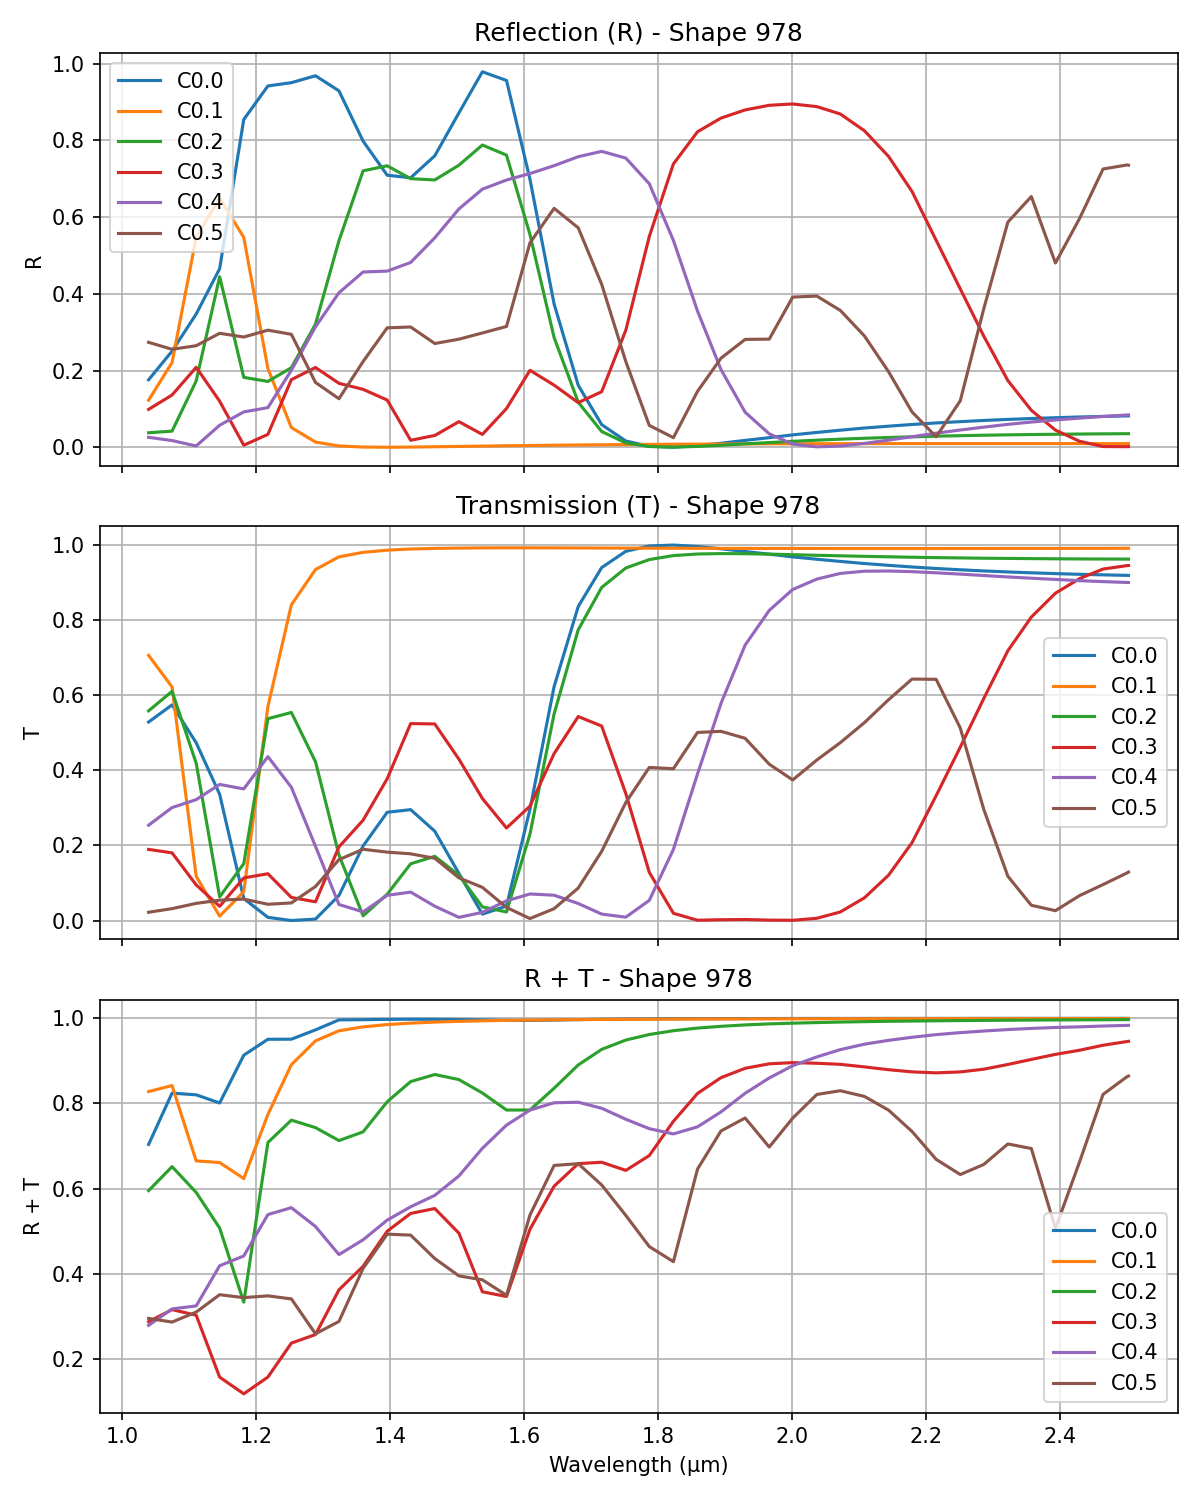 Reflection (R) - Shape 978
1.0
0.8
0.6
0.4
0.2
0.0
R
C0.0
C0.1
C0.2
C0.3
C0.4
C0.5
Transmission (T) - Shape 978
1.0
0.8
0.6
0.4
0.2
0.0
T
C0.0
C0.1
C0.2
C0.3
C0.4
C0.5
R + T - Shape 978
1.0
0.8
0.6
0.4
0.2
R + T
C0.0
C0.1
C0.2
C0.3
C0.4
C0.5
1.0 1.2 1.4 1.6 1.8 2.0 2.2 2.4
Wavelength (μm)